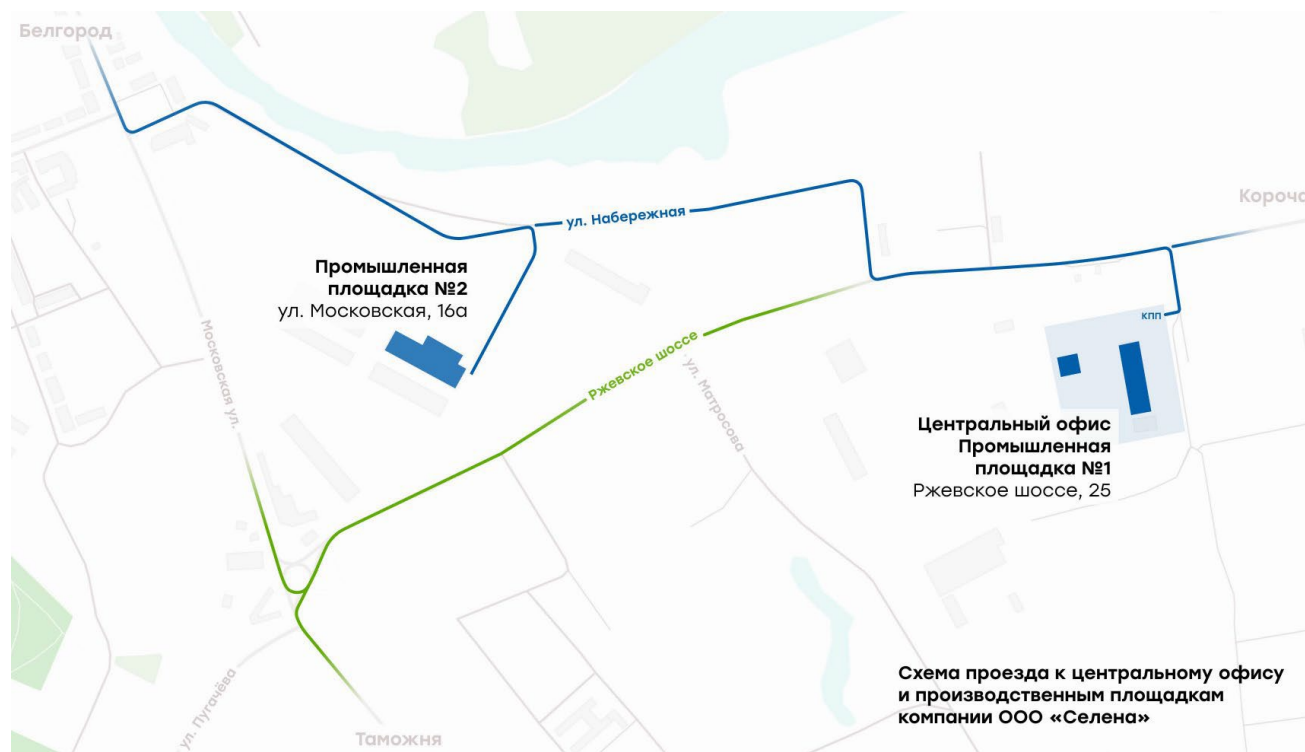 Белгород
Короча
ул. Набережная
Промышленная
площадка №2
ул. Московская, 16а
кпп
Московская ул.
Ржевское шоссе
ул. Матросова
Центральный офис
Промышленная
площадка №1
Ржевское шоссе, 25
ул. Пугачёва
Таможня
Схема проезда к центральному офису
и производственным площадкам
компании ООО «Селена»